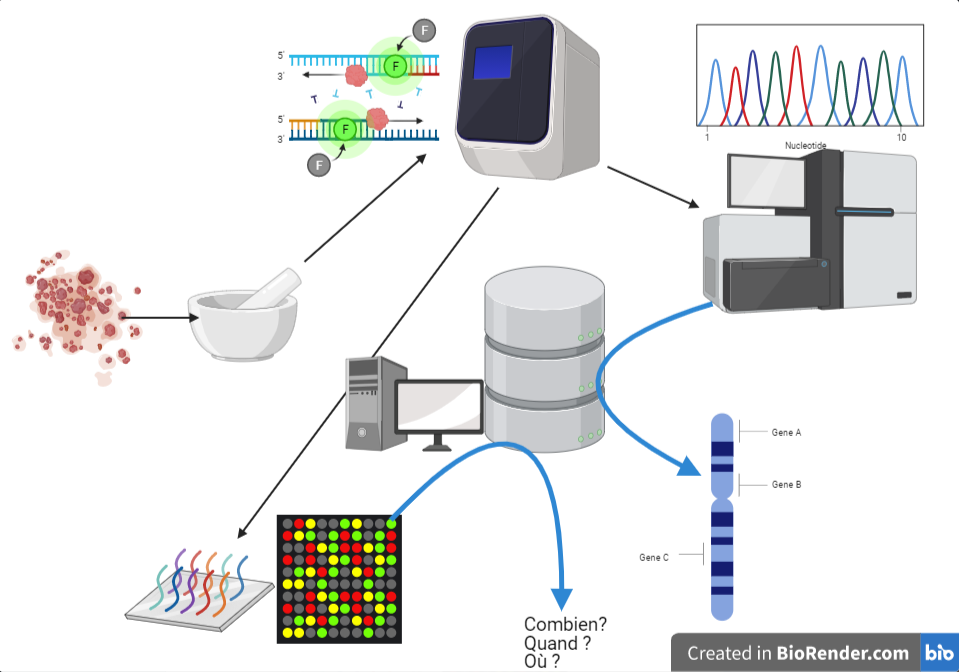 F
5'
F
3'
5'
F
3'
F
1
10
Nucleotide
Gene A
Gene B
Gene C
Combien?
Quand ?
Où ?
Created in BioRender.com bio